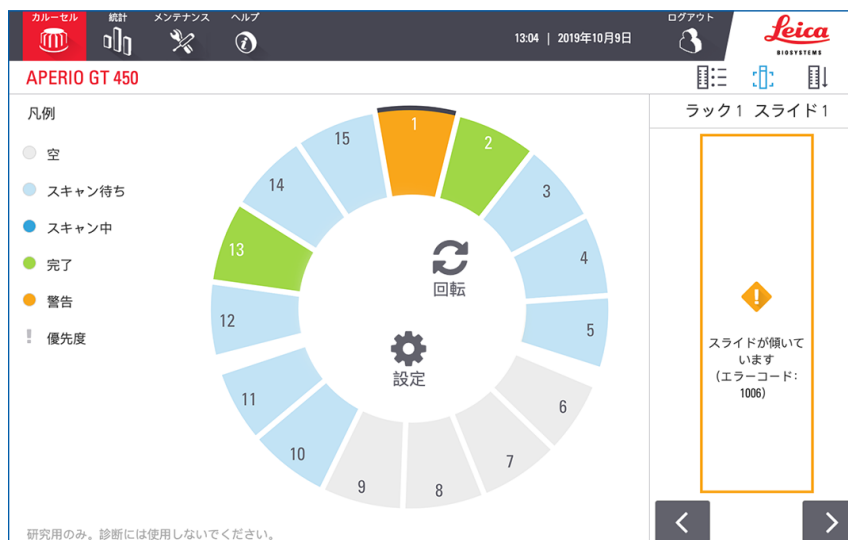 カルーセル
統計
メンテナンス
ヘルプ
13:04 | 2019年10月9日
ログアウト
Leica
BIOSYSTEMS
APERIO GT 450
ラック1 スライド1
凡例
空
スキャン待ち
スキャン中
完了
警告
優先度
1
2
3
4
5
6
7
8
9
10
11
12
13
14
15
回転
設定
スライドが傾いて
います
(エラーコード:
1006)
研究用のみ。診断には使用しないでください。